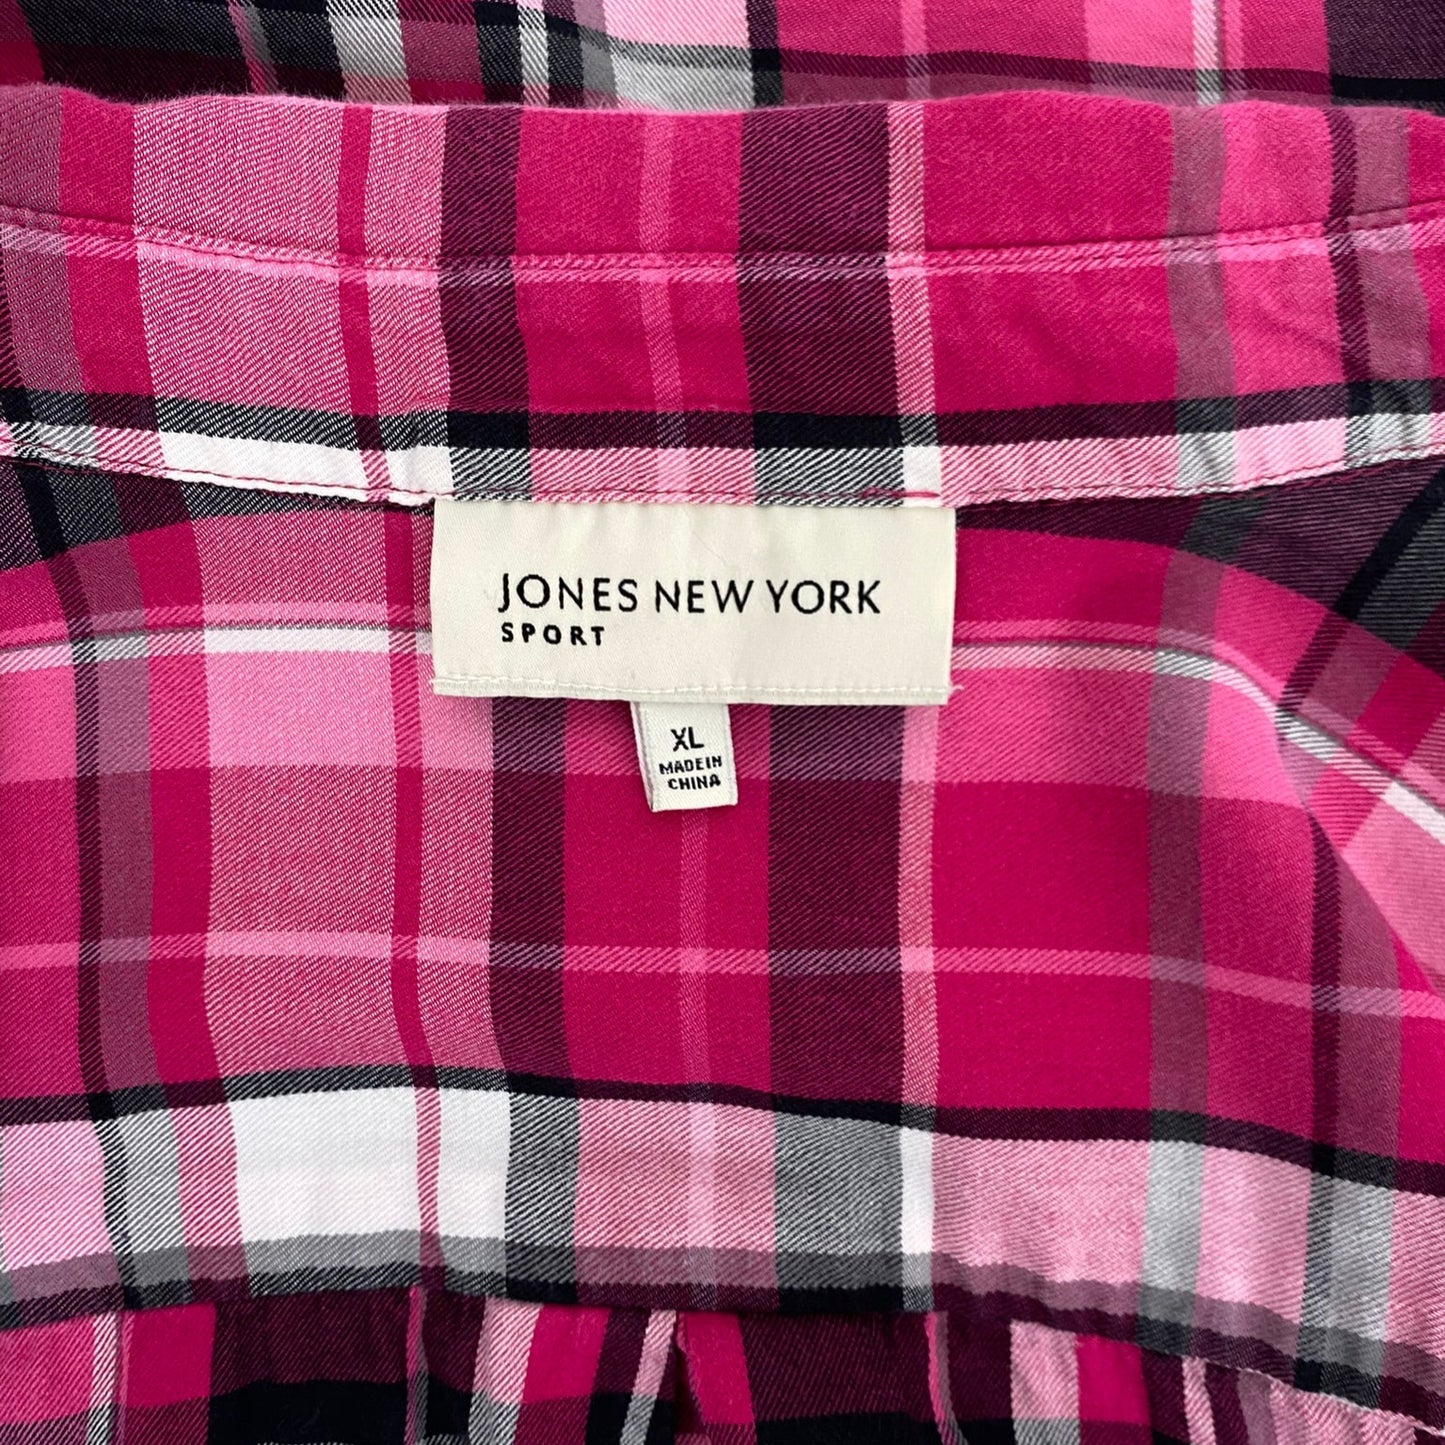 JONES NEW YORK
SPORT
XL
MADE IN
CHINA